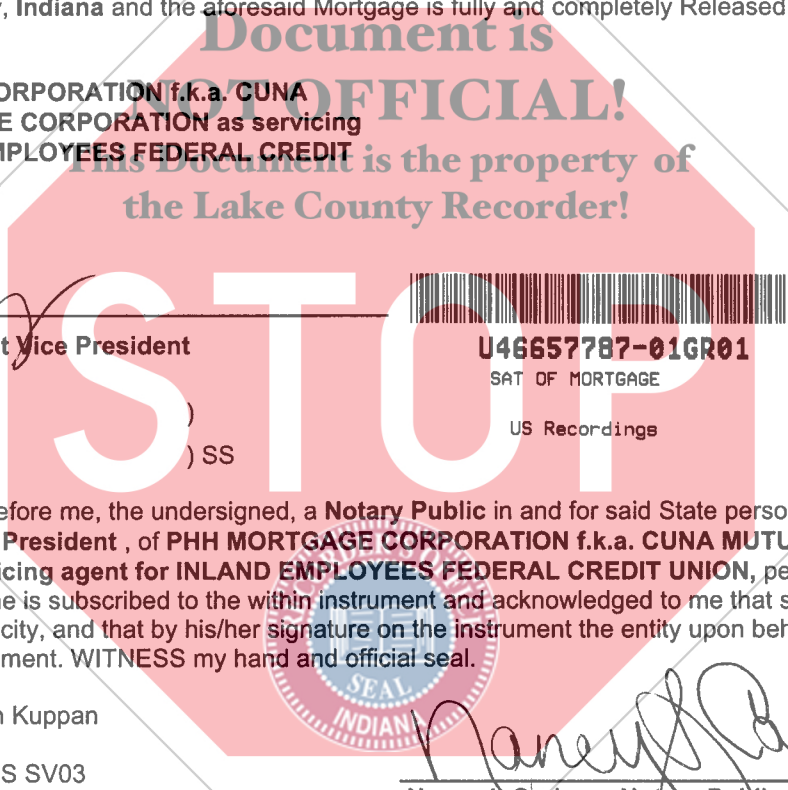 , Indiana and the aforesaid Mortgage is fully and completely Released
Document is
NOT OFFICIAL!
This Document is the property of
the Lake County Recorder!
ORPORATION f.k.a. CUNA
E CORPORATION as servicing
MPLOYEES FEDERAL CREDIT
STOP
t Vice President
U46657787-01GR01
SAT OF MORTGAGE
US Recordings
)
) SS
efore me, the undersigned, a Notary Public in and for said State perso
President , of PHH MORTGAGE CORPORATION f.k.a. CUNA MUTU
icing agent for INLAND EMPLOYEES FEDERAL CREDIT UNION, pe
ne is subscribed to the within instrument and acknowledged to me that s
city, and that by his/her signature on the instrument the entity upon beh
ment. WITNESS my hand and official seal.
SEAL
INDIANA
n Kuppan
S SV03